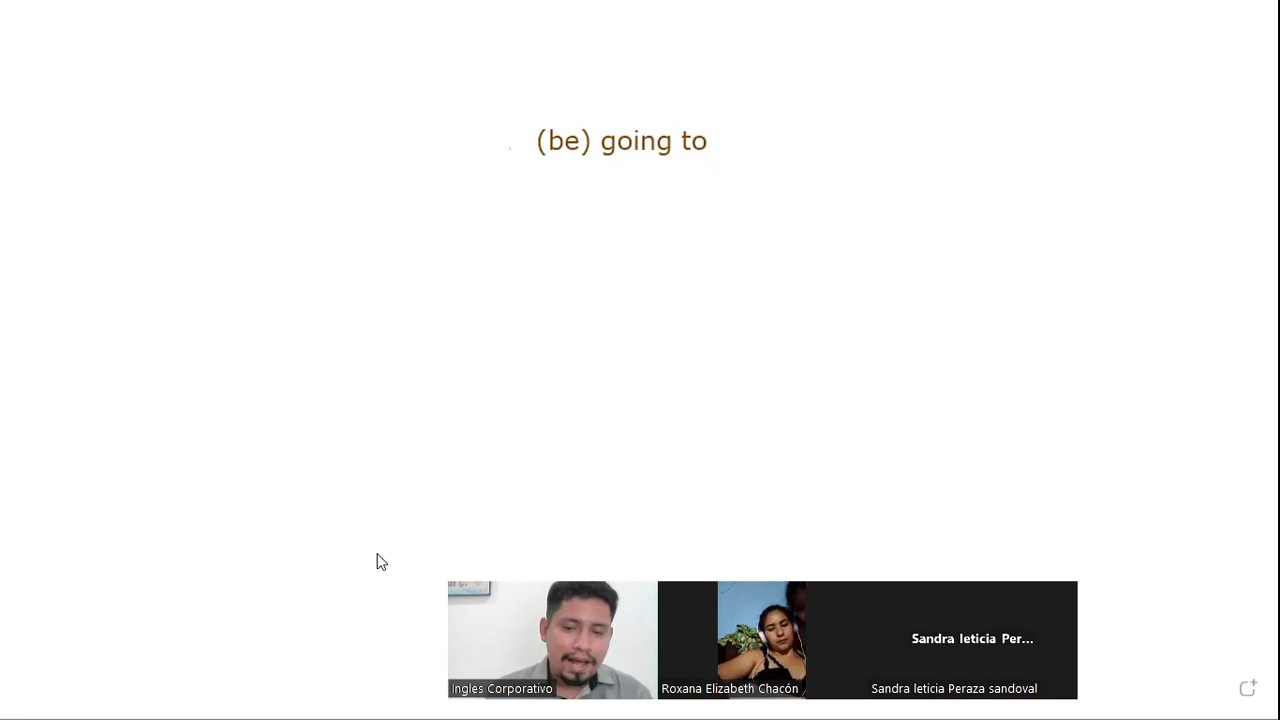 (be) going to
Sandra leticia Per...
Ingles Corporativo
Roxana Elizabeth Chacón
Sandra leticia Peraza sandoval